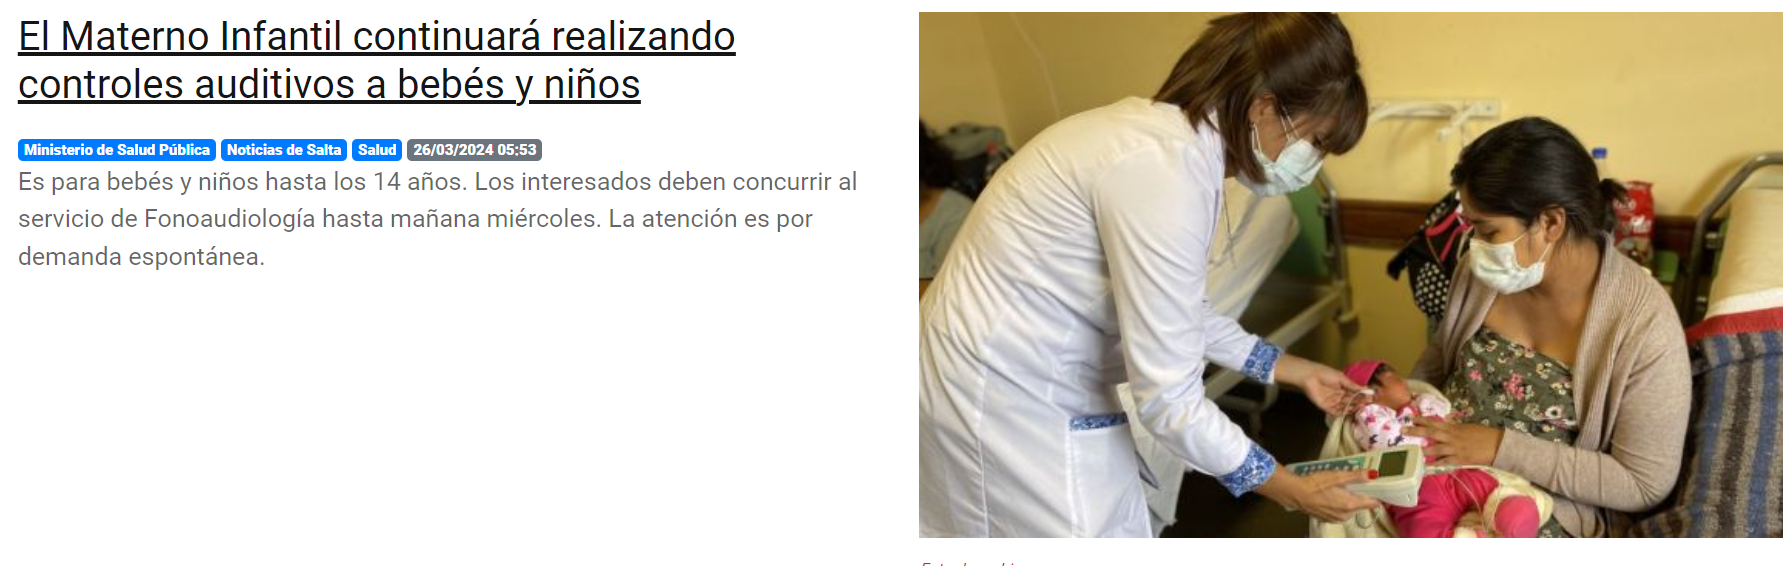 El Materno Infantil continuará realizando
controles auditivos a bebés y niños
Ministerio de Salud Pública Noticias de Salta Salud 26/03/2024 05:53
Es para bebés y niños hasta los 14 años. Los interesados deben concurrir al
servicio de Fonoaudiología hasta mañana miércoles. La atención es por
demanda espontánea.